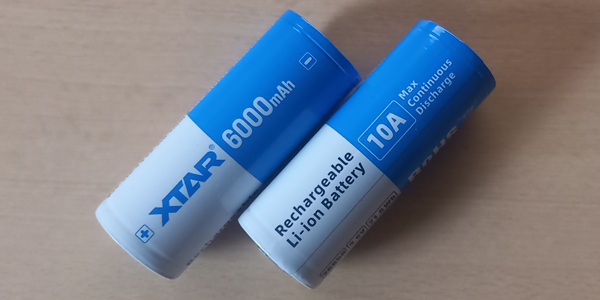 XTAR®
6000mAh
Rechargeable
Li-ion Battery
10A
Max
Continuous
Discharge